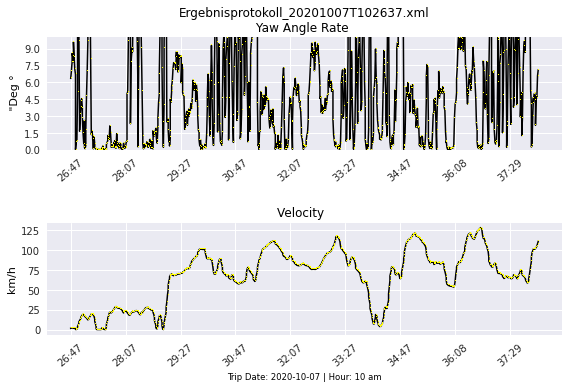 Ergebnisprotokoll_20201007T102637.xml
Yaw Angle Rate
9.0
7.5
6.0
4.5
3.0
1.5
0.0
"Deg °
26:47 28:07 29:27 30:47 32:07 33:27 34:47 36:08 37:29
Velocity
125
100
75
50
25
0
km/h
26:47 28:07 29:27 30:47 32:07 33:27 34:47 36:08 37:29
Trip Date: 2020-10-07 | Hour: 10 am